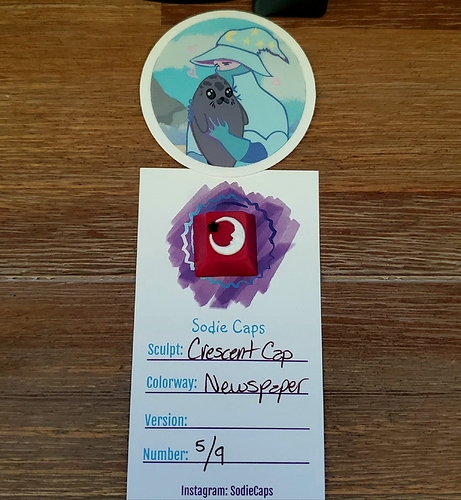 Sodie Caps
Sculpt: Crescent Cap
Colorway: Newspaper
Version:
Number: 5/9
Instagram: SodieCaps